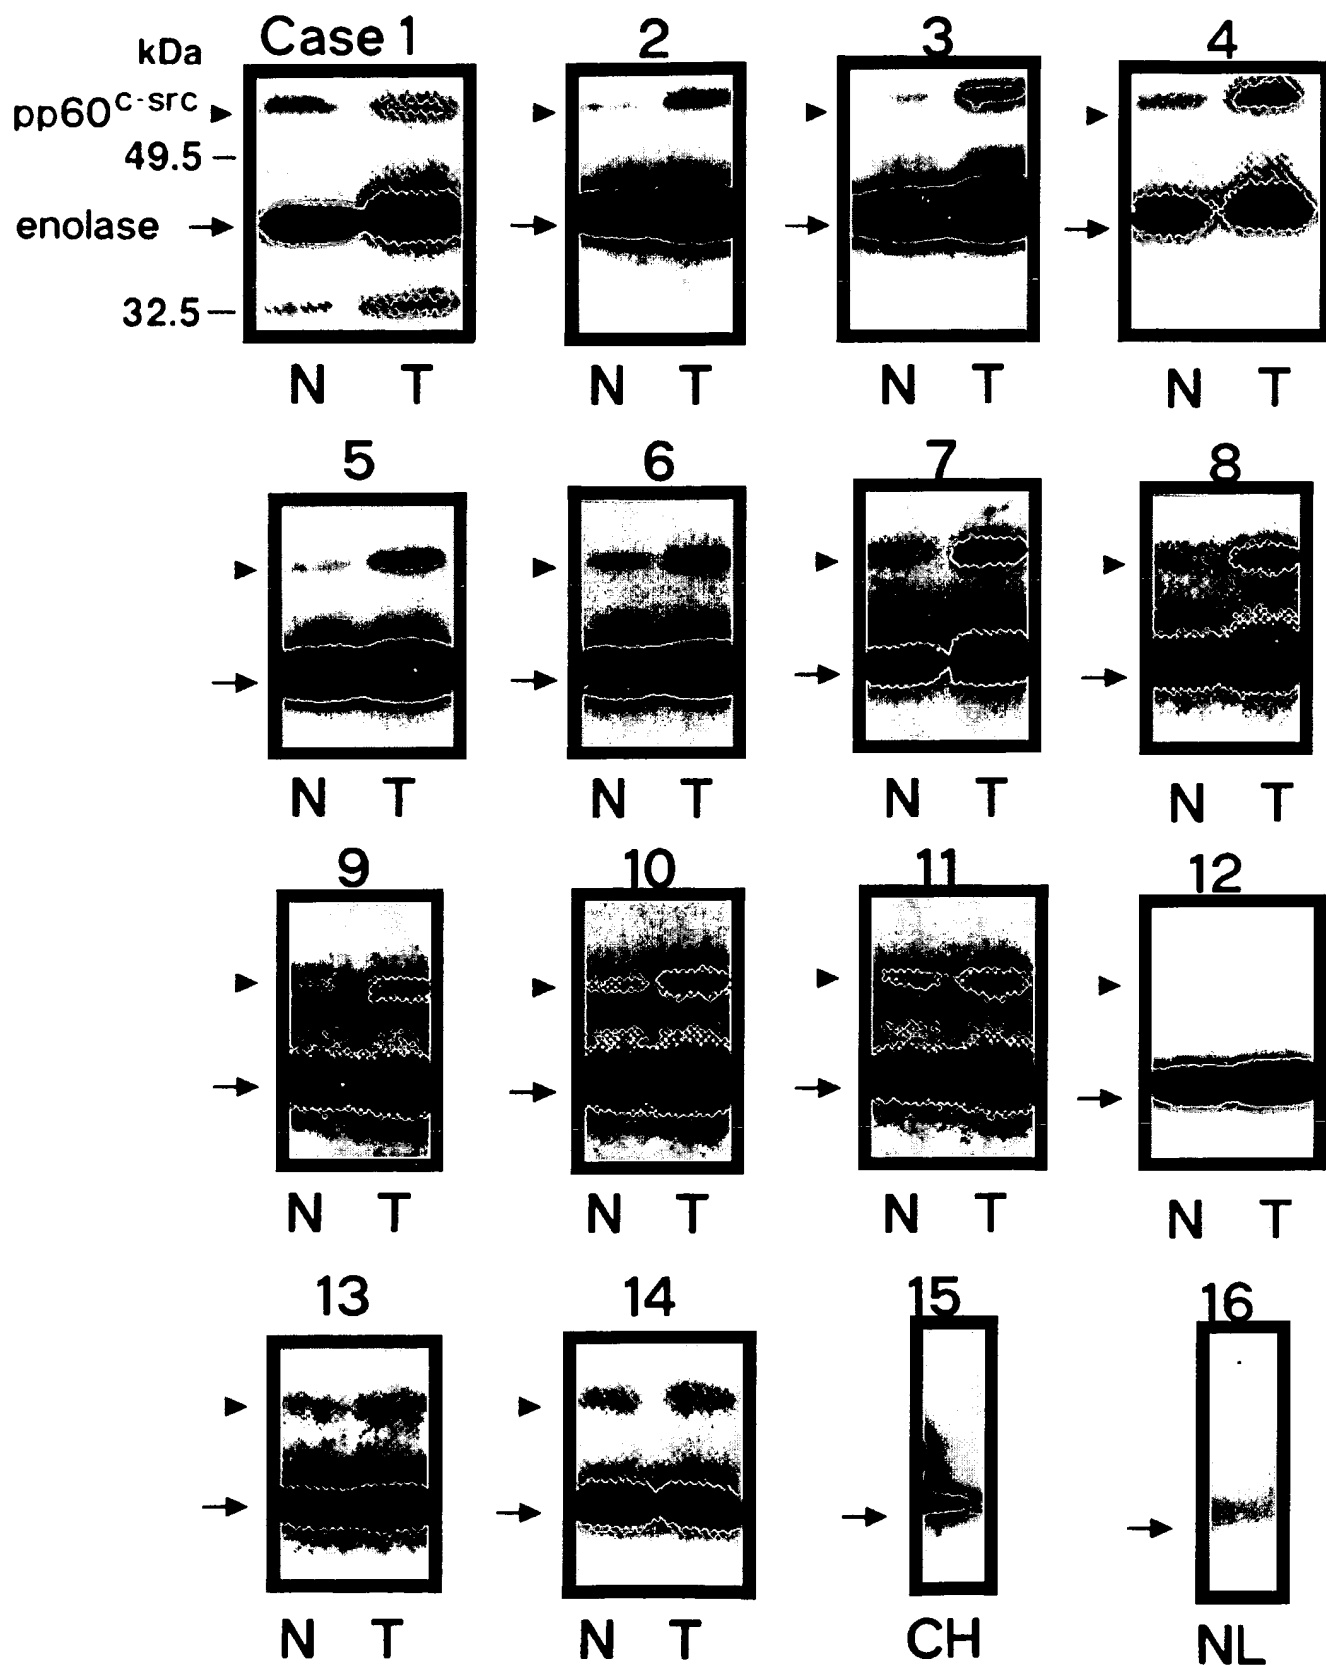 kDa Case 1 2 3 4
pp60c-src
49.5
enolase
32.5
N T N T N T N T
5 6 7 8
N T N T N T N T
9 10 11 12
N T N T N T N T
13 14 15 16
N T N T CH NL